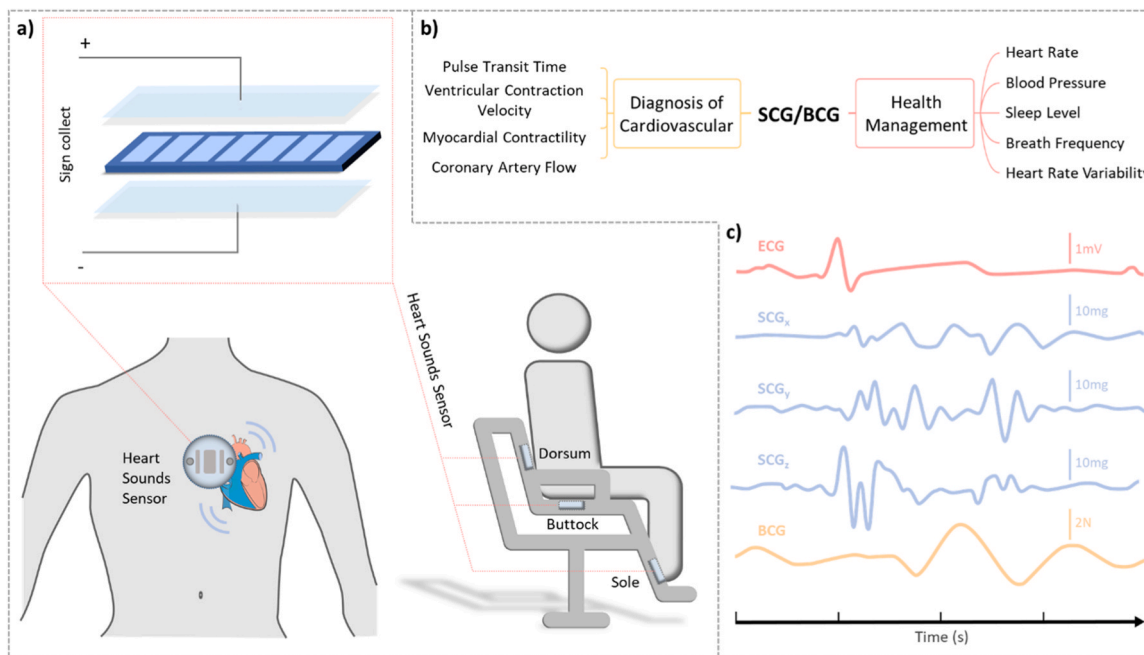 a)
+
Sign collect
-
Heart Sounds Sensor
Heart
Sounds
Sensor
Dorsum
Buttock
Sole
b)
Pulse Transit Time
Ventricular Contraction
Velocity
Myocardial Contractility
Coronary Artery Flow
Diagnosis of
Cardiovascular
SCG/BCG
Health
Management
Heart Rate
Blood Pressure
Sleep Level
Breath Frequency
Heart Rate Variability
c)
ECG
1mV
SCGx
10mg
SCGy
10mg
SCGz
10mg
BCG
2N
Time (s)